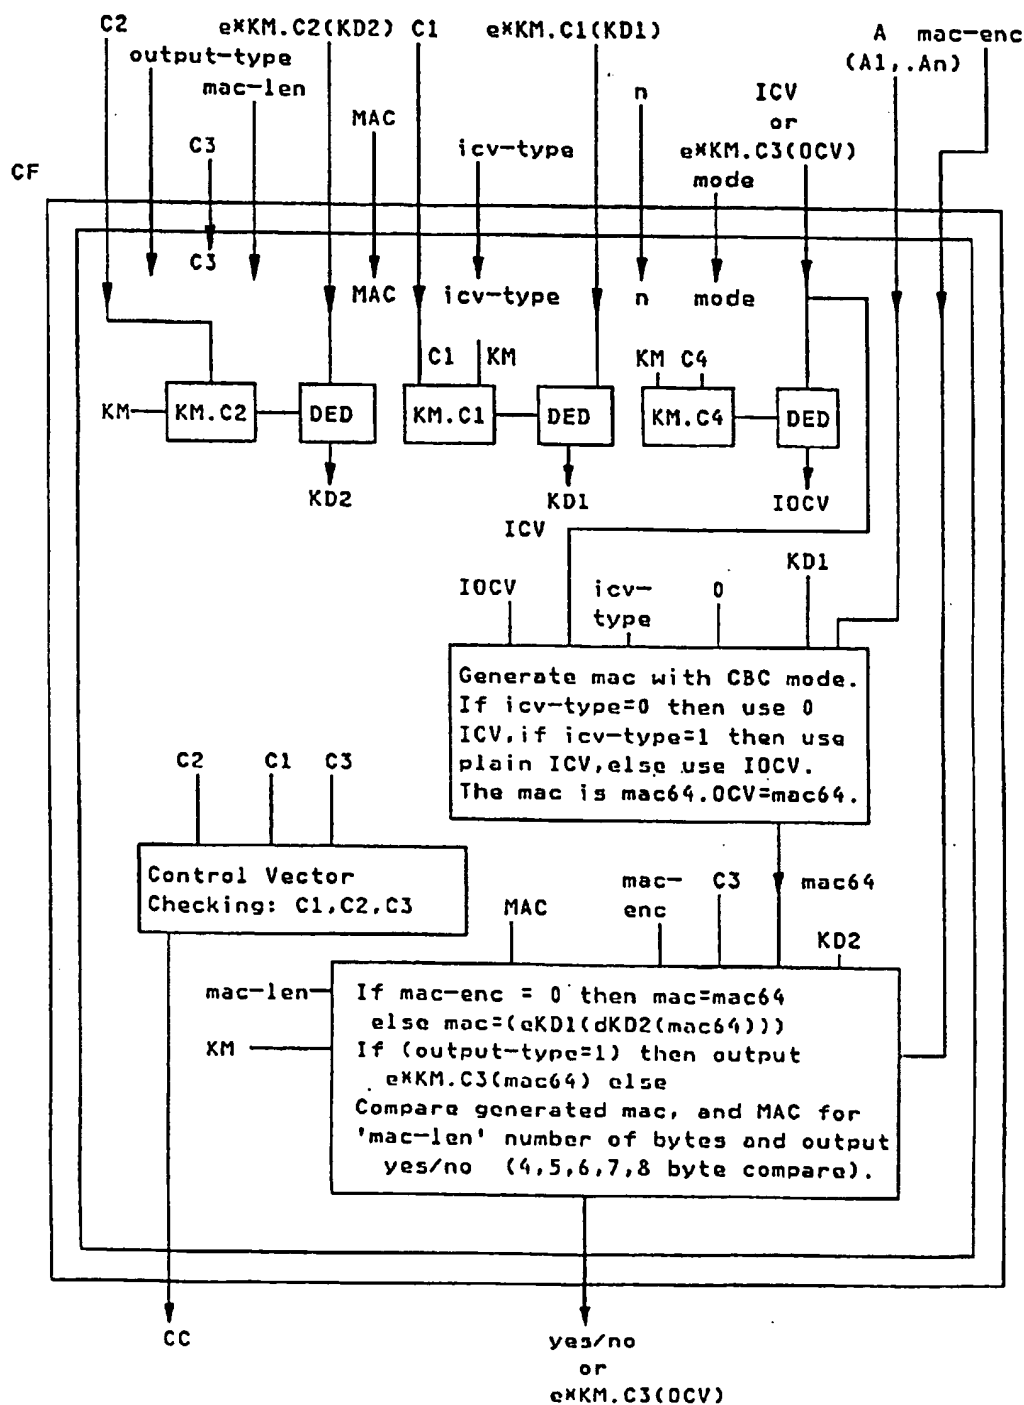 C2
e*KM.C2(KD2)
C1
e*KM.C1(KD1)
A
mac-enc
output-type
(A1,.An)
mac-len
n
ICV
or
MAC
C3
icv-type
e*KM.C3(OCV)
CF
mode
C3
MAC
icv-type
n
mode
C1
KM
KM
C4
KM
KM.C2
DED
KM.C1
DED
KM.C4
DED
KD2
KD1
IOCV
ICV
KD1
IOCV
icv-
type
0
Generate mac with CBC mode.
If icv-type=0 then use 0
ICV,if icv-type=1 then use
plain ICV,else use IOCV.
The mac is mac64.OCV=mac64.
C2
C1
C3
Control Vector
Checking: C1,C2,C3
MAC
mac-
enc
C3
mac64
KD2
mac-len
KM
If mac-enc = 0 then mac=mac64
else mac=(eKD1(dKD2(mac64)))
If (output-type=1) then output
e*KM.C3(mac64) else
Compare generated mac, and MAC for
'mac-len' number of bytes and output
yes/no (4,5,6,7,8 byte compare).
CC
yes/no
or
e*KM.C3(OCV)